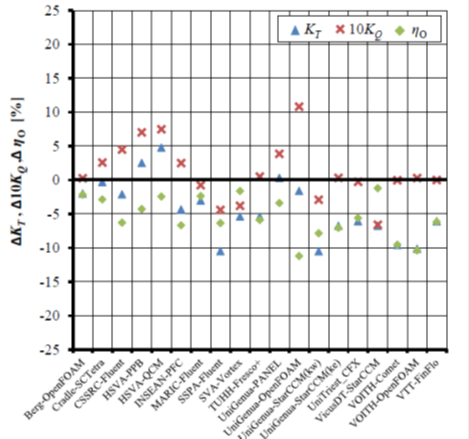 K_T 10K_Q η_O
ΔK_T, Δ10K_Q, Δη_O [%]
25
20
15
10
5
0
-5
-10
-15
-20
-25
Berg-OpenFOAM
Cradle-SCTetra
CSSRC-Fluent
HSVA-PPB
HSVA-QCM
INSEAN-PFC
MARIC-Fluent
SSPA-Fluent
SVA-Vortex
TUHH-Fresco+
UniGenua-PANEL
UniGenua-OpenFOAM
UniGenua-StarCCM(kw)
UniGenua-StarCCM(ke)
UniTriest_CFX
VicusDT-StarCCM
VOITH-Comet
VOITH-OpenFOAM
VTT-FinFlo